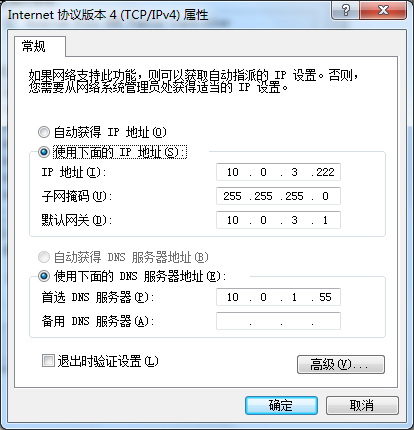 Internet 协议版本 4 (TCP/IPv4) 属性
常规
如果网络支持此功能，则可以获取自动指派的 IP 设置。否则，
您需要从网络系统管理员处获得适当的 IP 设置。
自动获得 IP 地址(O)
使用下面的 IP 地址(S):
IP 地址(I): 10 . 0 . 3 .222
子网掩码(U): 255 .255 .255 . 0
默认网关(D): 10 . 0 . 3 . 1
自动获得 DNS 服务器地址(B)
使用下面的 DNS 服务器地址(E):
首选 DNS 服务器(P): 10 . 0 . 1 . 55
备用 DNS 服务器(A): . . .
退出时验证设置(L)
高级(V)...
确定 取消